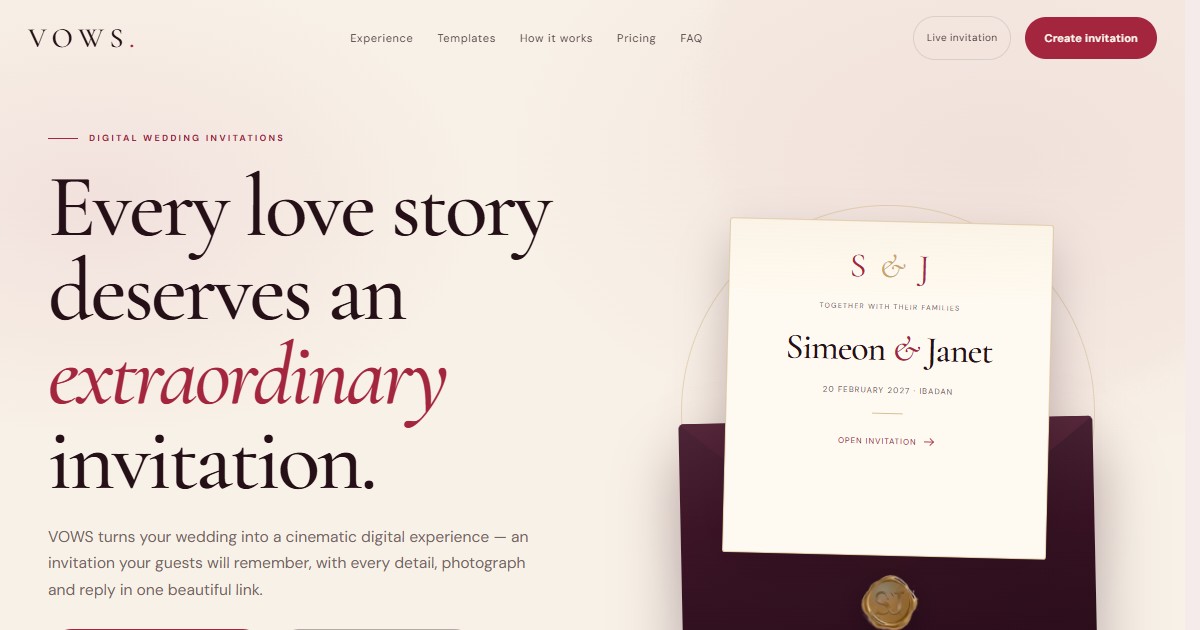 VOWS.
Experience
Templates
How it works
Pricing
FAQ
Live invitation
Create invitation
DIGITAL WEDDING INVITATIONS
Every love story
deserves an
extraordinary
invitation.
VOWS turns your wedding into a cinematic digital experience — an
invitation your guests will remember, with every detail, photograph
and reply in one beautiful link.
S & J
TOGETHER WITH THEIR FAMILIES
Simeon & Janet
20 FEBRUARY 2027 · IBADAN
OPEN INVITATION →
SJ